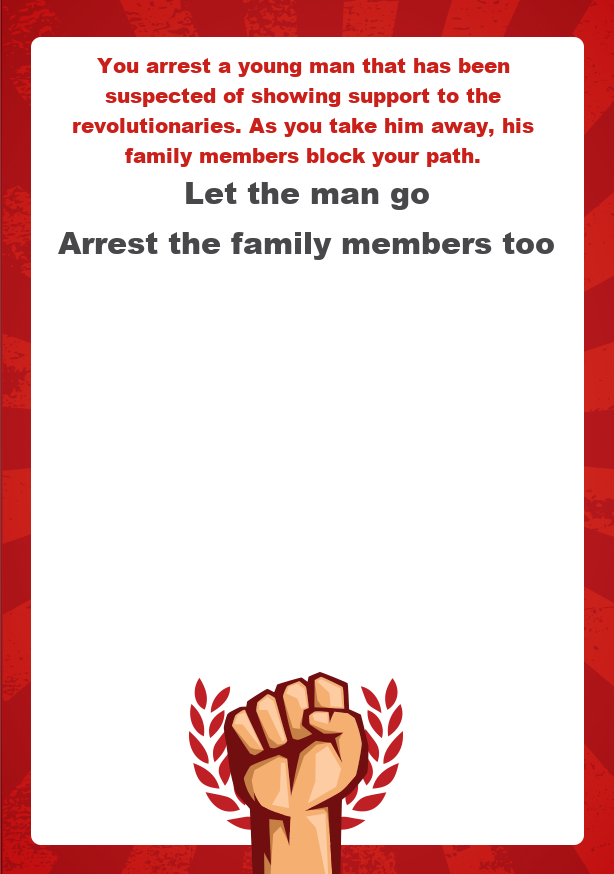 You arrest a young man that has been
suspected of showing support to the
revolutionaries. As you take him away, his
family members block your path.
Let the man go
Arrest the family members too